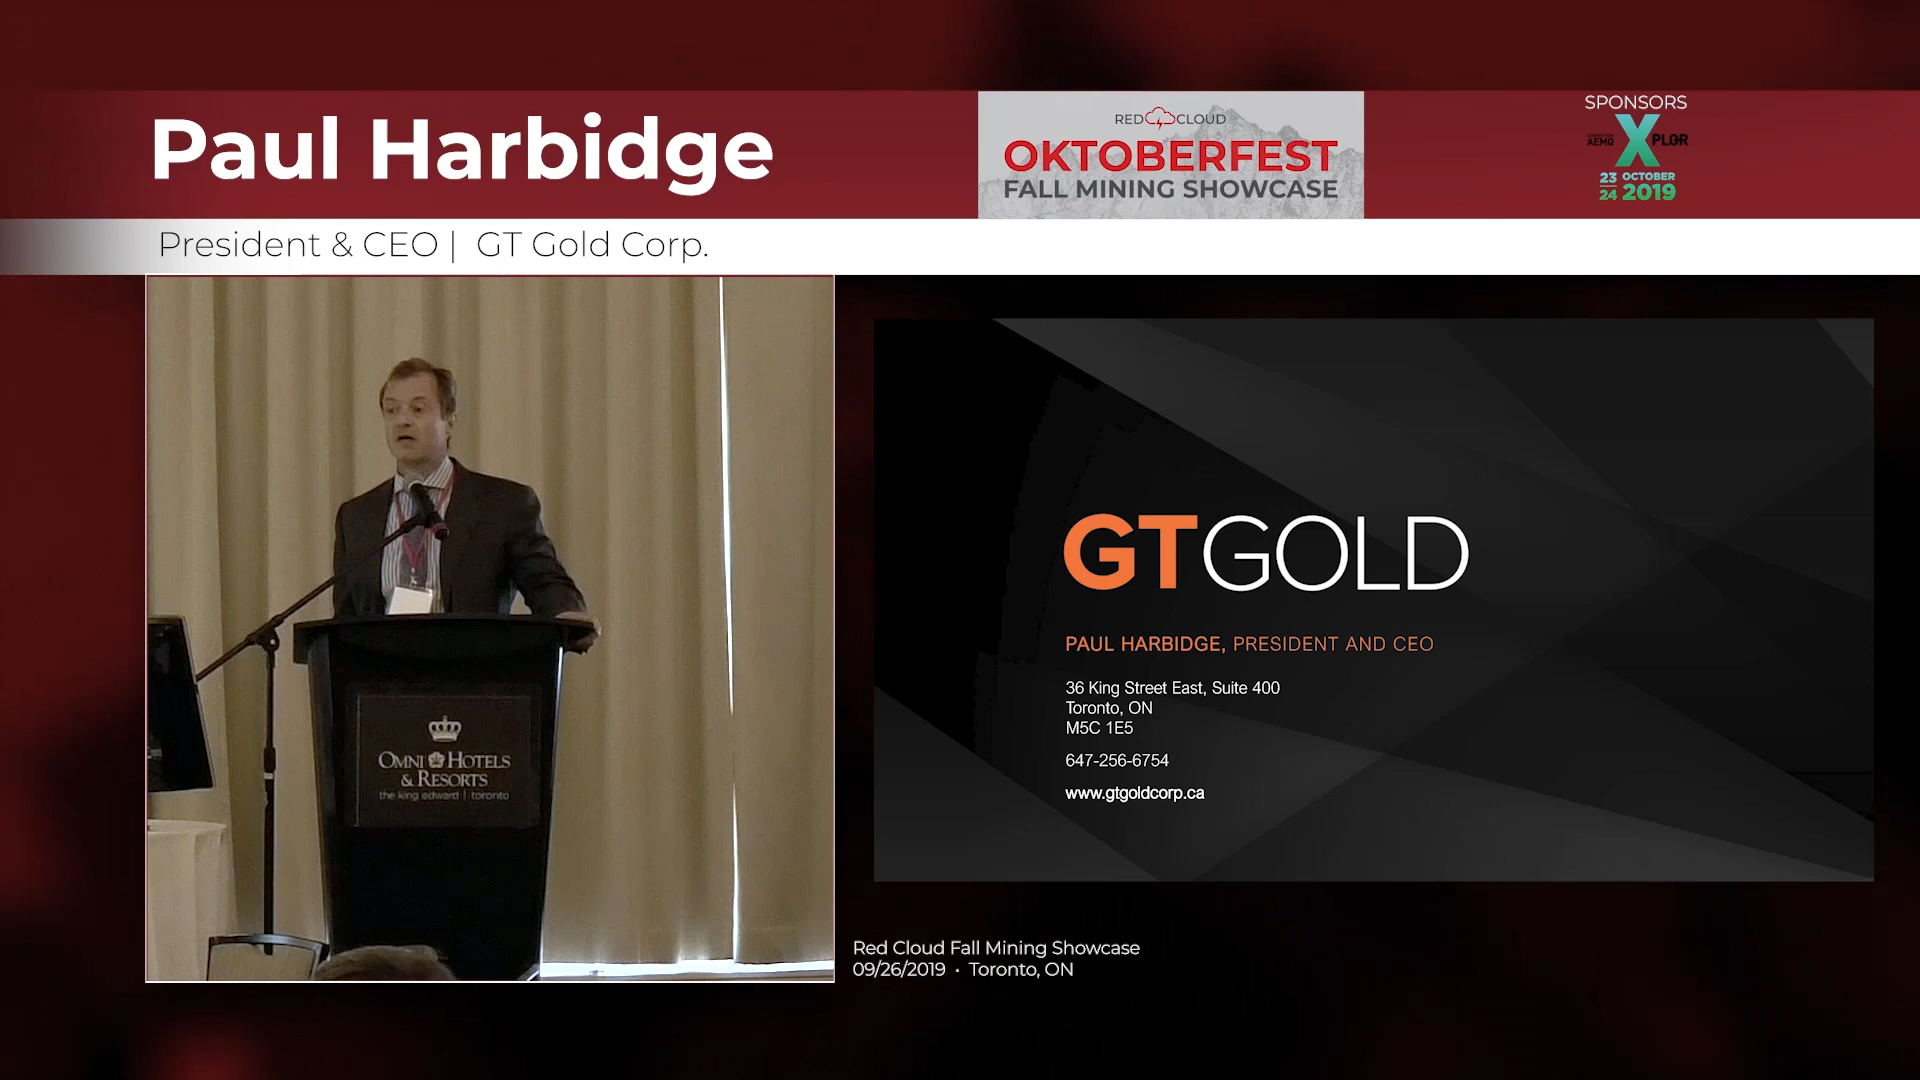 Paul Harbidge
President & CEO | GT Gold Corp.
RED CLOUD
OKTOBERFEST
FALL MINING SHOWCASE
SPONSORS
AEMQ XPLOR
23 OCTOBER
24 2019
OMNI HOTELS
& RESORTS
the king edward | toronto
GTGOLD
PAUL HARBIDGE, PRESIDENT AND CEO
36 King Street East, Suite 400
Toronto, ON
M5C 1E5
647-256-6754
www.gtgoldcorp.ca
Red Cloud Fall Mining Showcase
09/26/2019 • Toronto, ON